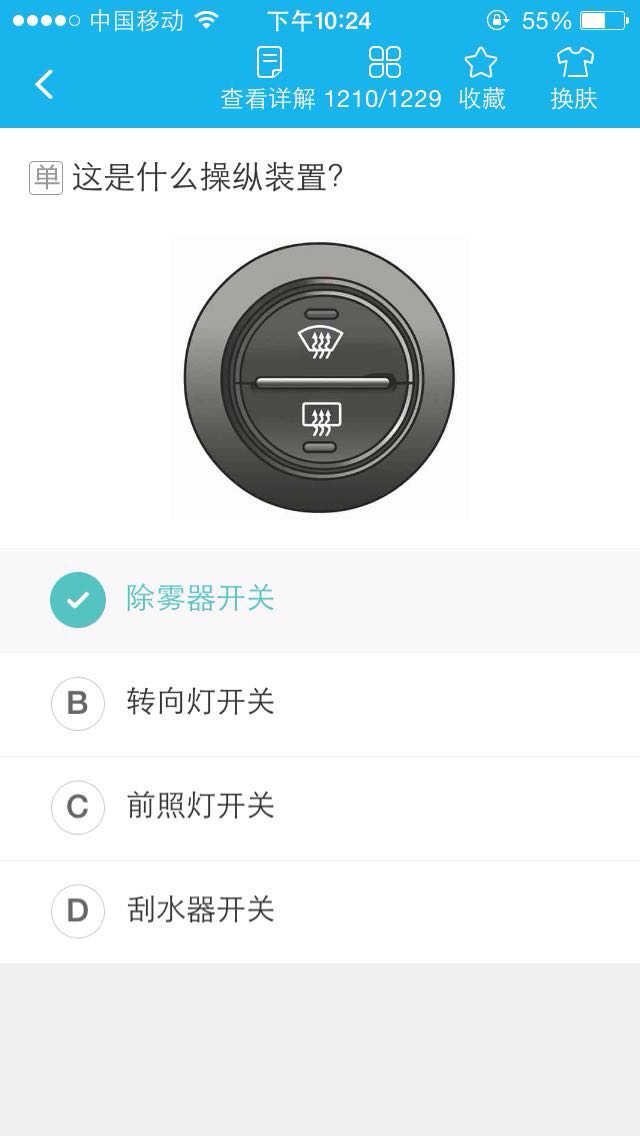 中国移动 下午10:24 55%
查看详解 1210/1229 收藏 换肤
单 这是什么操纵装置?
除雾器开关
B 转向灯开关
C 前照灯开关
D 刮水器开关